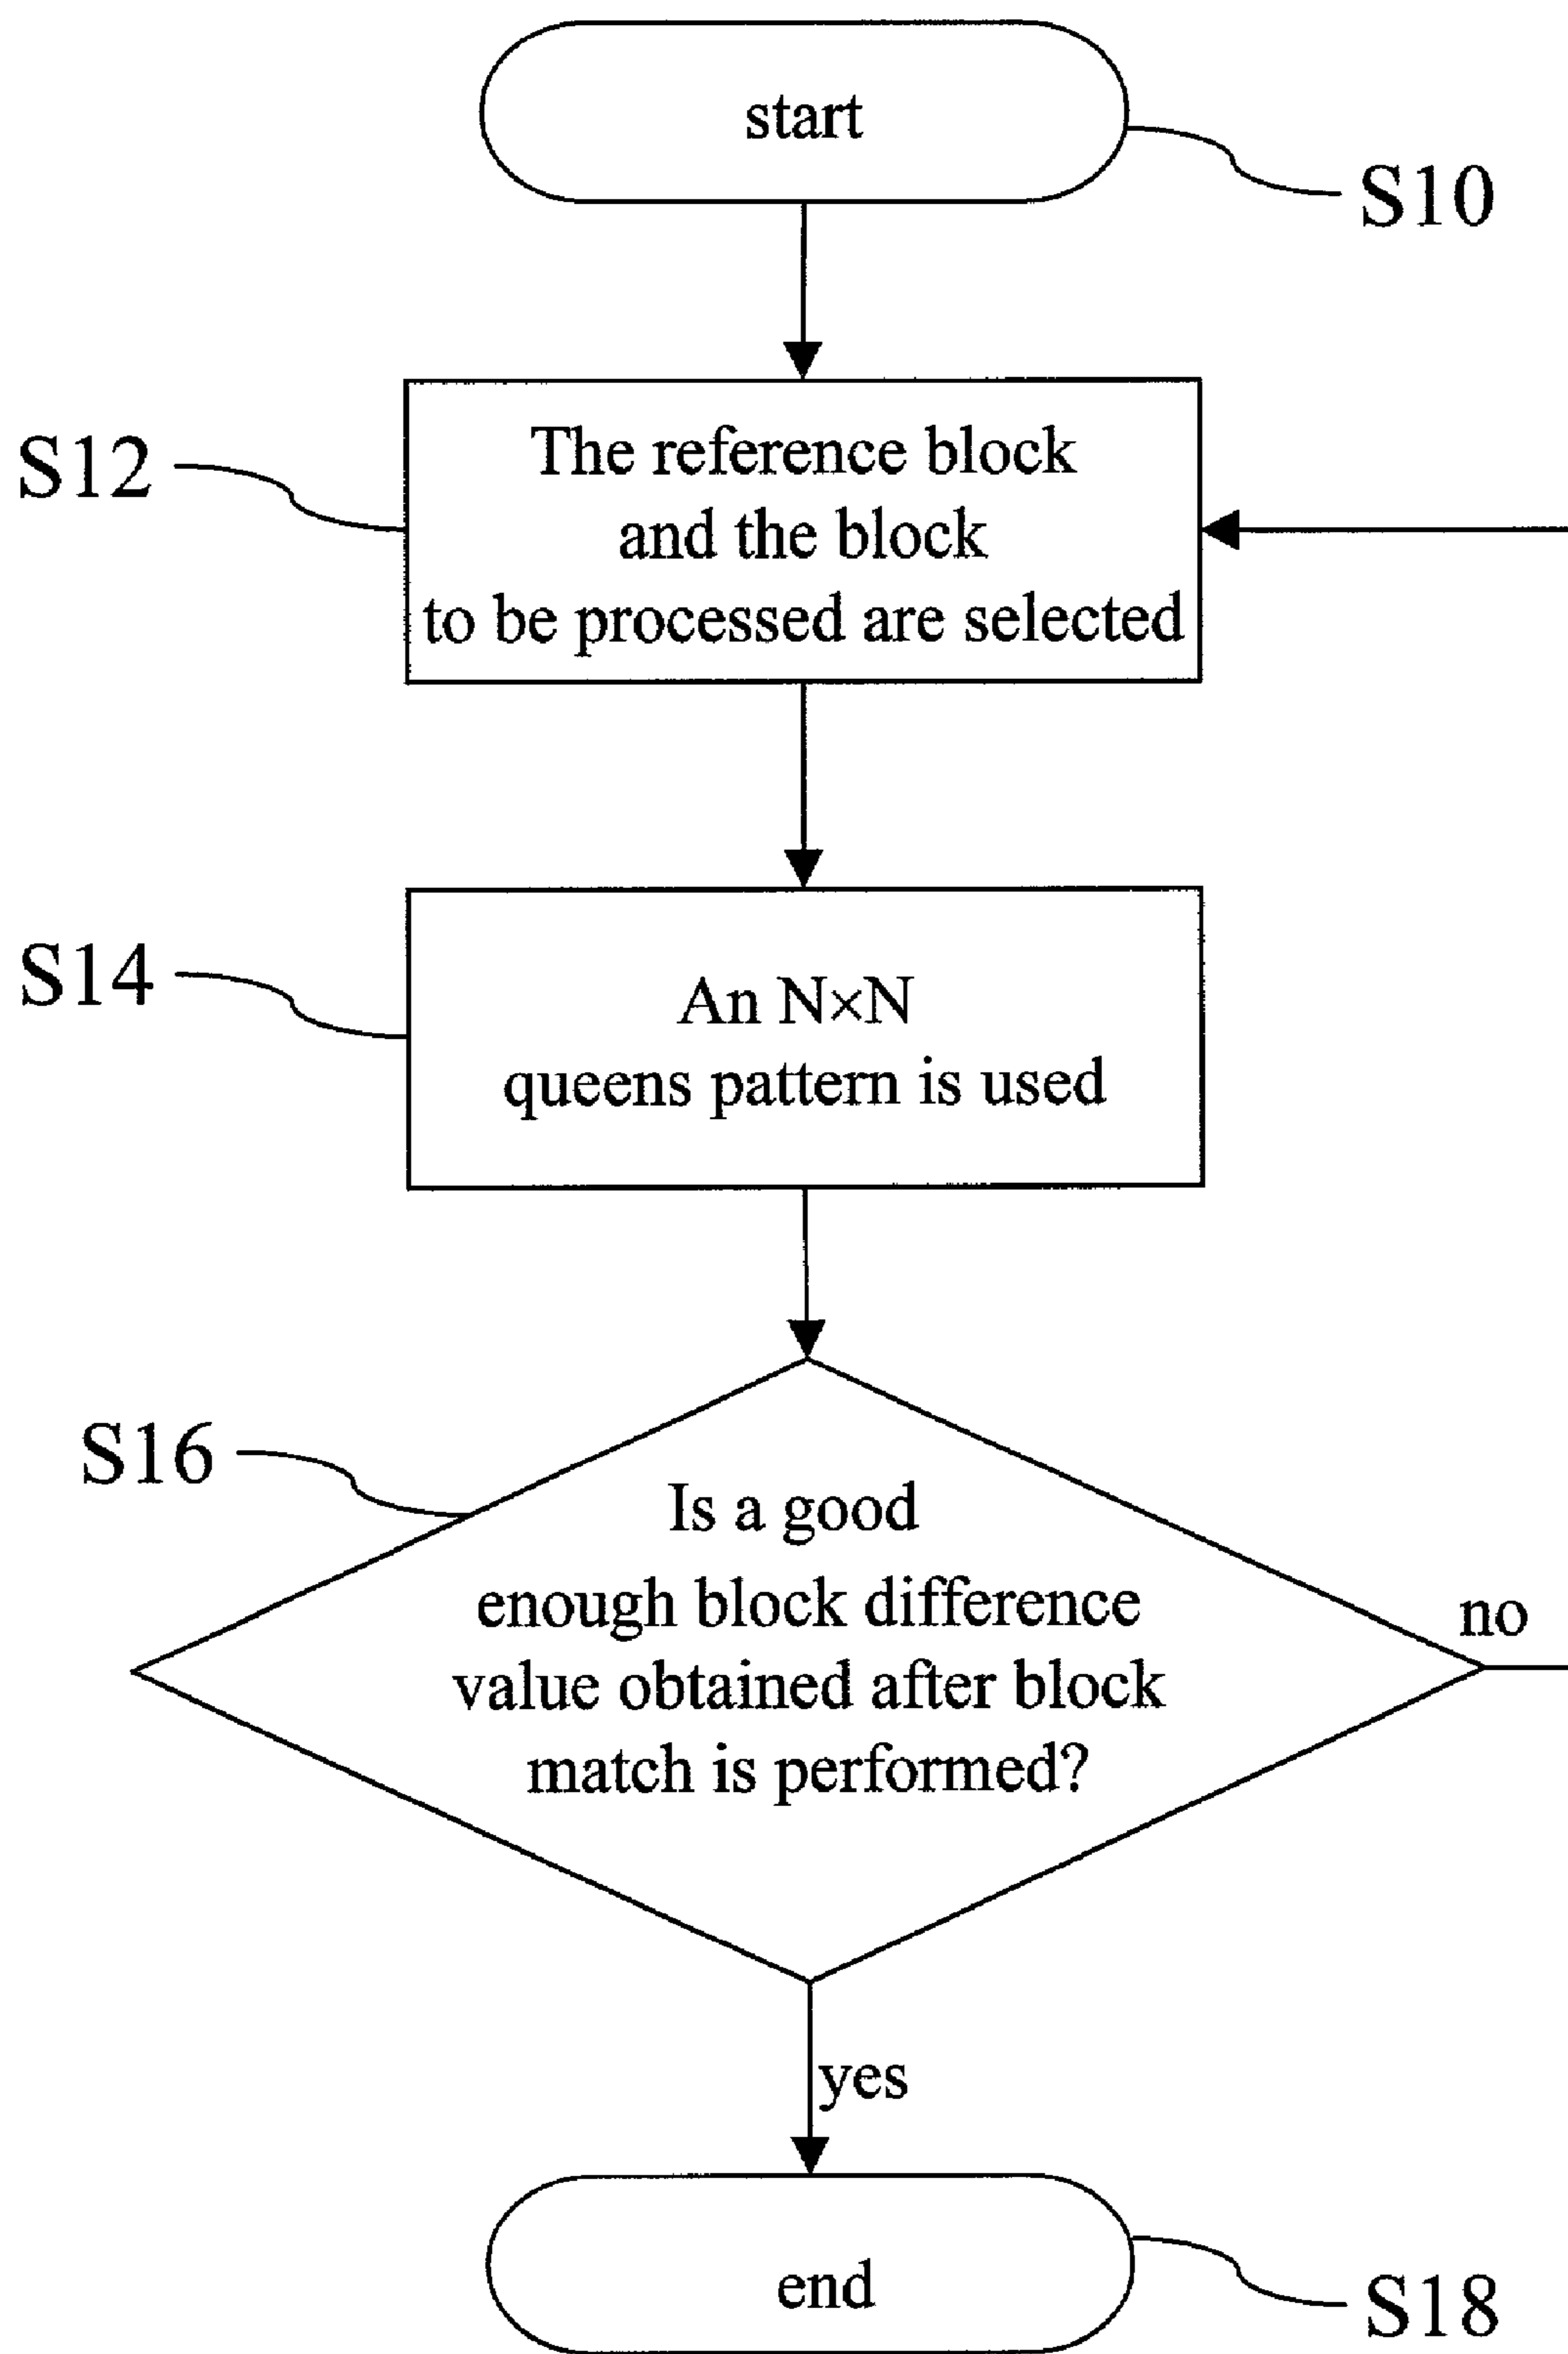 start
S10
S12
The reference block
and the block
to be processed are selected
S14
An N×N
queens pattern is used
S16
Is a good
enough block difference
value obtained after block
match is performed?
no
yes
end
S18